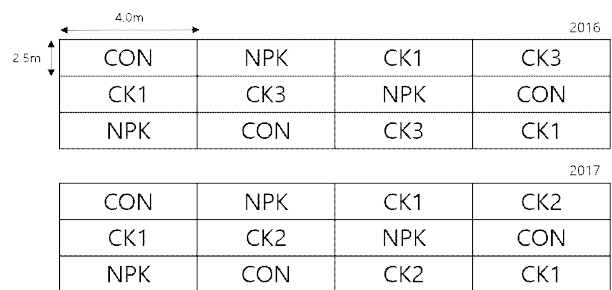 4.0m
2016
2.5m
CON NPK CK1 CK3
CK1 CK3 NPK CON
NPK CON CK3 CK1
2017
CON NPK CK1 CK2
CK1 CK2 NPK CON
NPK CON CK2 CK1